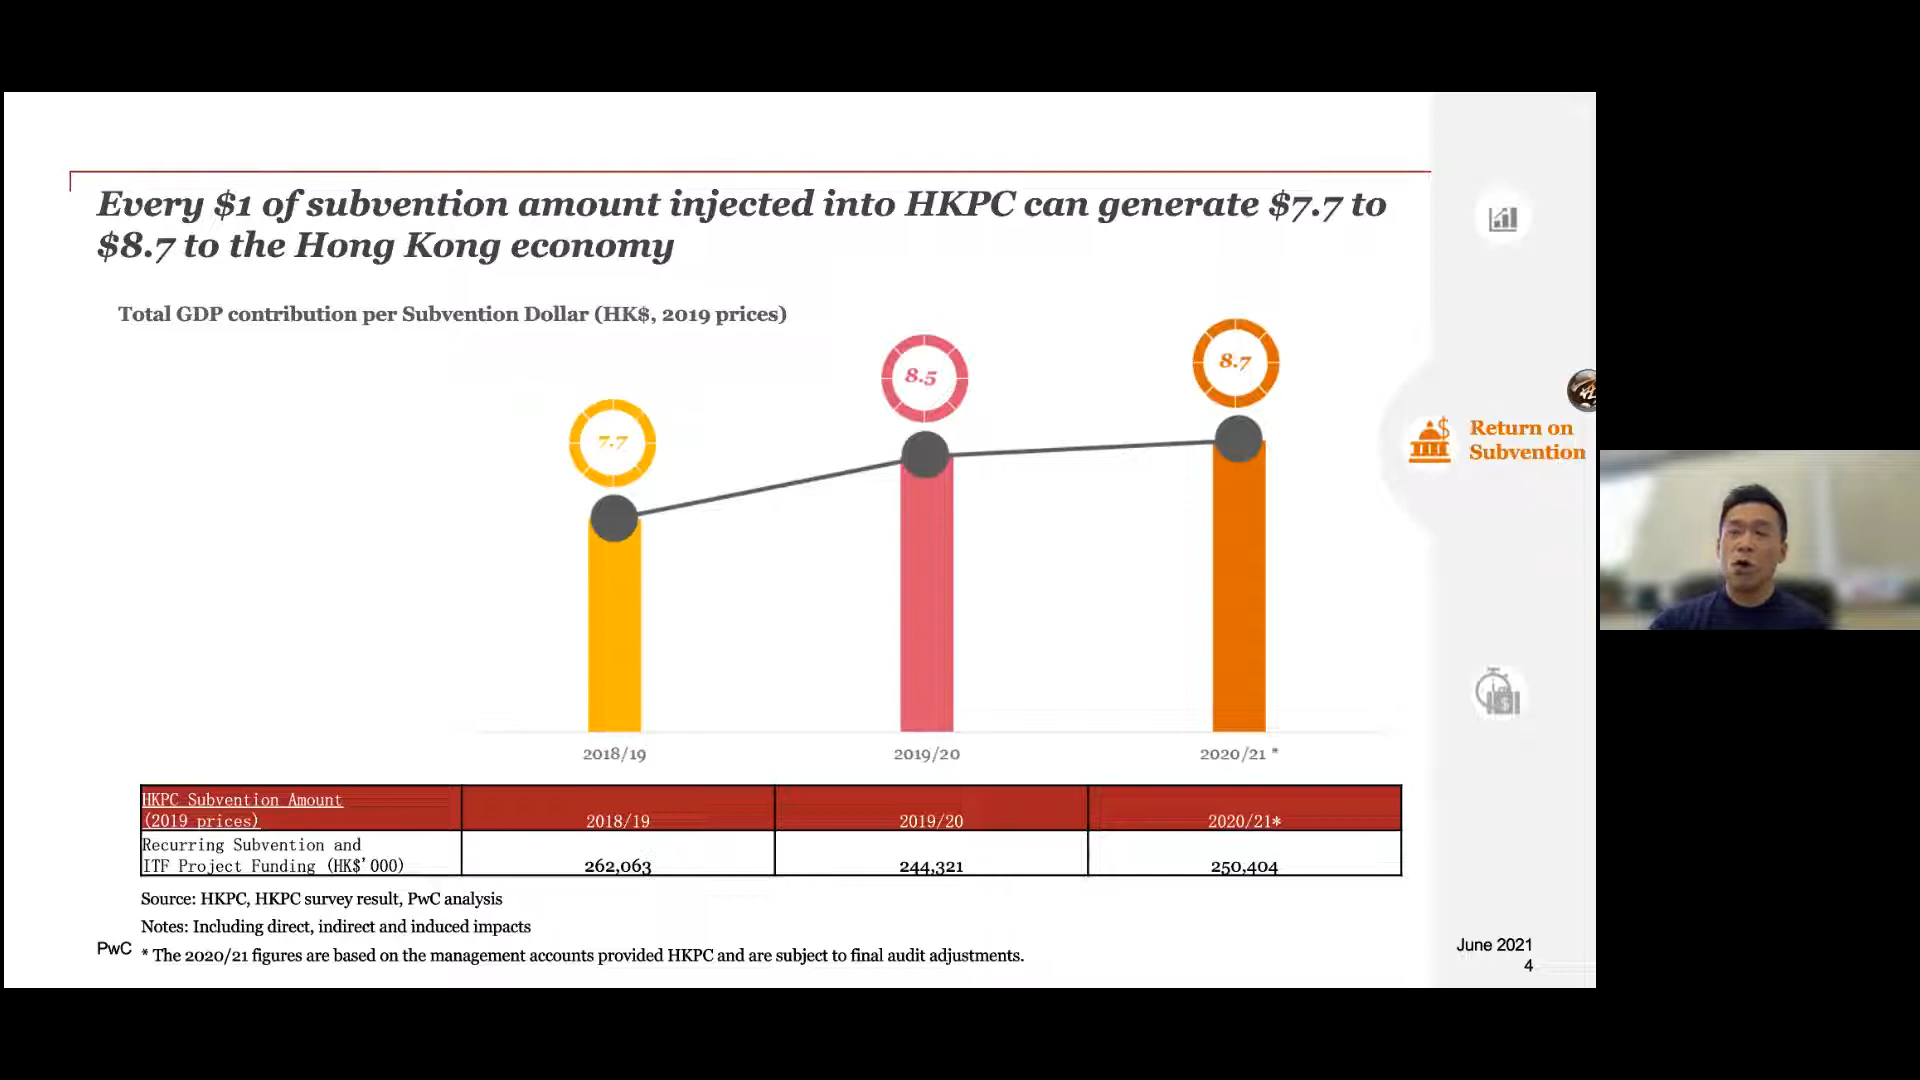 Every $1 of subvention amount injected into HKPC can generate $7.7 to
$8.7 to the Hong Kong economy
Total GDP contribution per Subvention Dollar (HK$, 2019 prices)
7.7
8.5
8.7
Return on
Subvention
2018/19
2019/20
2020/21 *
HKPC Subvention Amount
(2019 prices)
2018/19
2019/20
2020/21*
Recurring Subvention and
ITF Project Funding (HK$'000)
262,063
244,321
250,404
Source: HKPC, HKPC survey result, PwC analysis
Notes: Including direct, indirect and induced impacts
* The 2020/21 figures are based on the management accounts provided HKPC and are subject to final audit adjustments.
PwC
June 2021
4